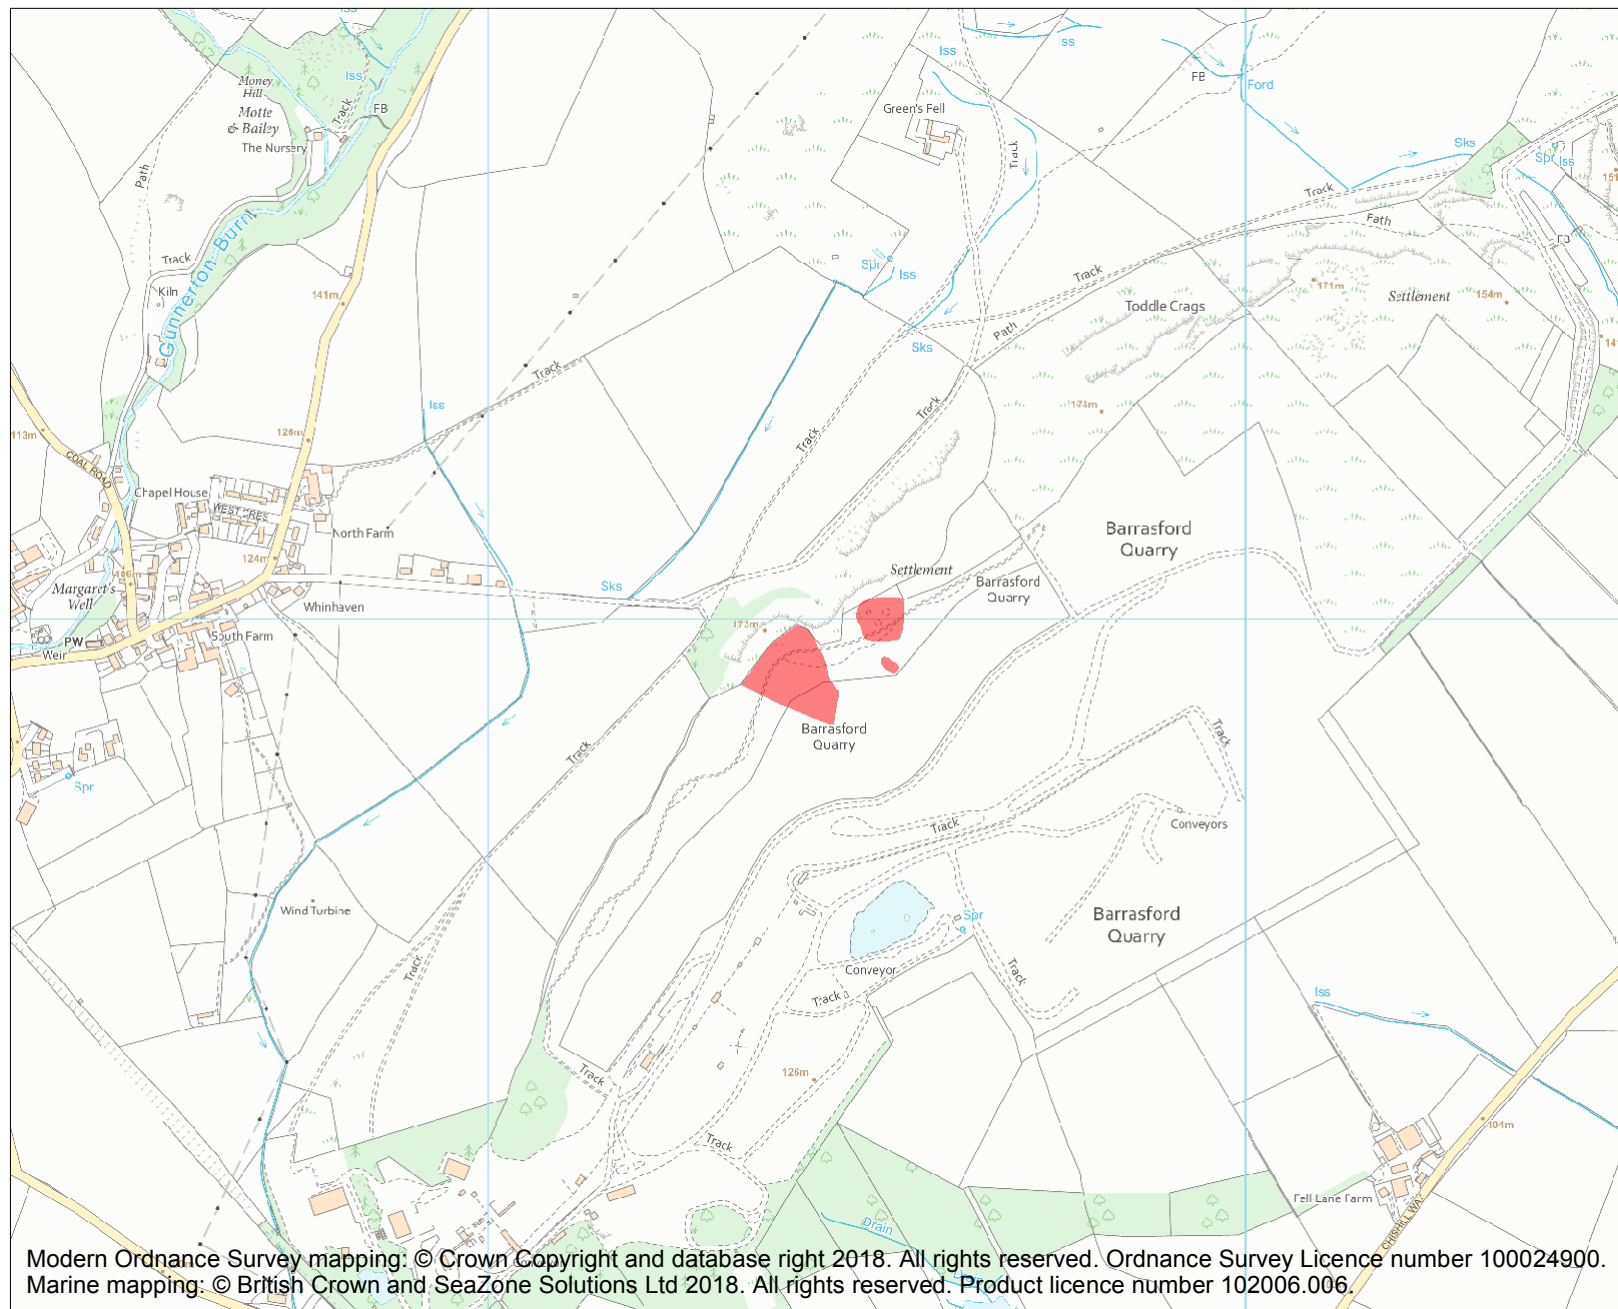 Iss
Iss
ss
Money
Hill
Iss
FB
Ford
Motte
& Bailey
FB
Track
Green's Fell
The Nursery
Track
Sks
Spr Iss
Path
Track
Path
Gunnerton Burn
Track
Spr
Iss
Kiln
141m
Track
171m
Settlement
154m
Toddle Crags
Path
Sks
Track
Iss
Track
174m
113m
126m
Track
COAL ROAD
Chapel House
North Farm
Barrasford
Quarry
124m
106m
Settlement
Margaret's
Well
Sks
Barrasford
Quarry
Whinhaven
173m
PW
Weir
South Farm
Barrasford
Quarry
Track
Track
Spr
Track
Conveyors
Wind Turbine
Spr
Barrasford
Quarry
Track
Conveyor
Track
Track
Iss
Track
126m
104m
Track
Drain
Modern Ordnance Survey mapping: © Crown Copyright and database right 2018. All rights reserved. Ordnance Survey Licence number 100024900.
Marine mapping: © British Crown and SeaZone Solutions Ltd 2018. All rights reserved. Product licence number 102006.006.